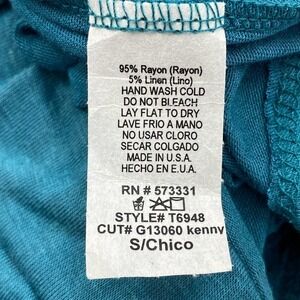 95% Rayon (Rayon)
5% Linen (Lino)
HAND WASH COLD
DO NOT BLEACH
LAY FLAT TO DRY
LAVE FRIO A MANO
NO USAR CLORO
SECAR COLGADO
MADE IN U.S.A.
HECHO EN E.U.A.
RN # 573331
STYLE# T6948
CUT# G13060 kenny
S/Chico